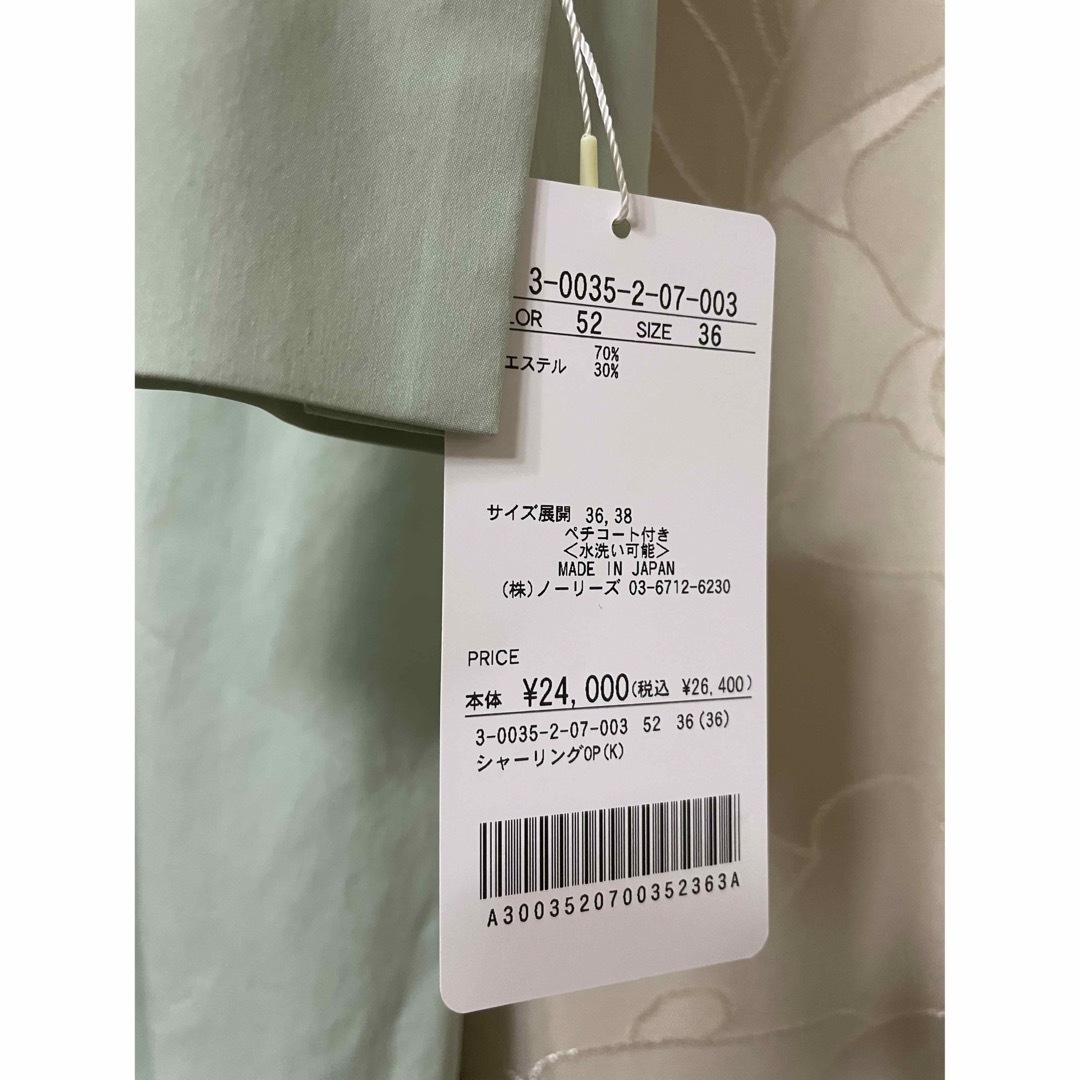 3-0035-2-07-003
LOR 52 SIZE 36
70%
エステル 30%
サイズ展開 36,38
ペチコート付き
<水洗い可能>
MADE IN JAPAN
(株)ノーリーズ 03-6712-6230
PRICE
本体 ¥24,000(税込 ¥26,400)
3-0035-2-07-003 52 36(36)
シャーリングOP(K)
A3003520700352363A